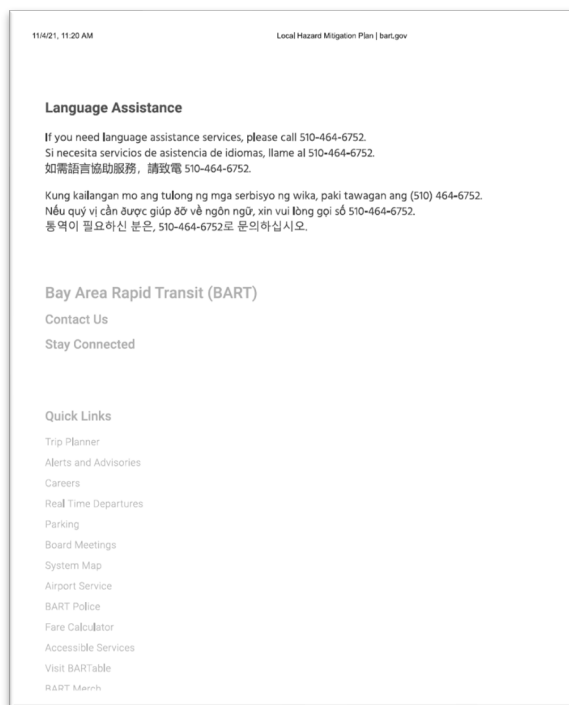 11/4/21, 11:20 AM
Local Hazard Mitigation Plan | bart.gov
Language Assistance
If you need language assistance services, please call 510-464-6752.
Si necesita servicios de asistencia de idiomas, llame al 510-464-6752.
如需語言協助服務，請致電 510-464-6752.
Kung kailangan mo ang tulong ng mga serbisyo ng wika, paki tawagan ang (510) 464-6752.
Nếu quý vị cần được giúp đỡ về ngôn ngữ, xin vui lòng gọi số 510-464-6752.
통역이 필요하신 분은, 510-464-6752로 문의하십시오.
Bay Area Rapid Transit (BART)
Contact Us
Stay Connected
Quick Links
Trip Planner
Alerts and Advisories
Careers
Real Time Departures
Parking
Board Meetings
System Map
Airport Service
BART Police
Fare Calculator
Accessible Services
Visit BARTable
BART Merch